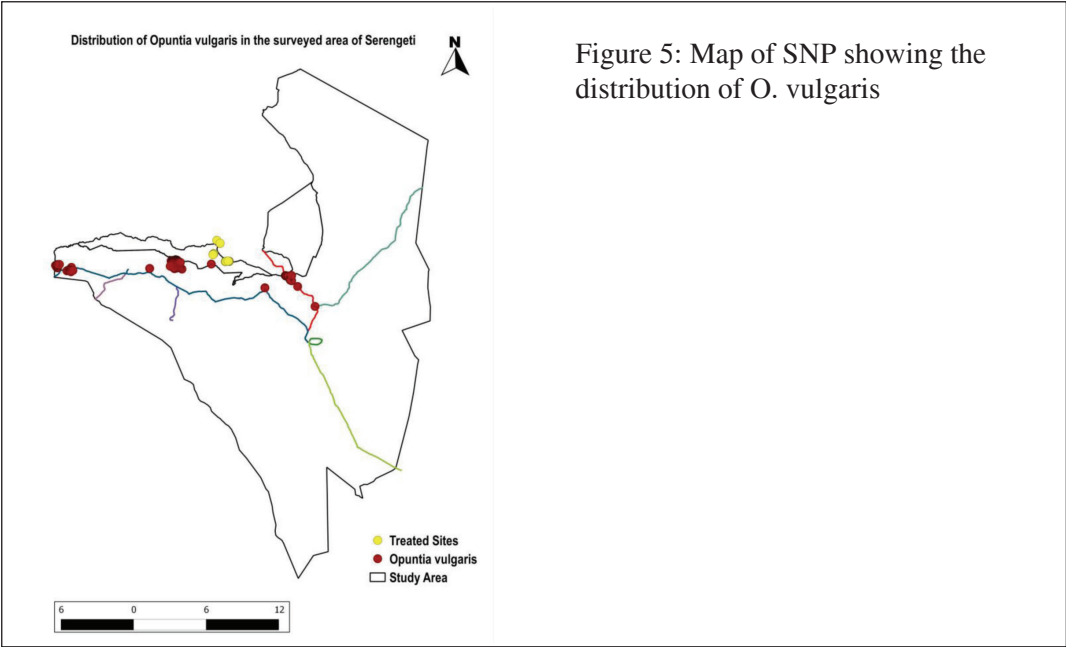 Distribution of Opuntia vulgaris in the surveyed area of Serengeti
N
Figure 5: Map of SNP showing the
distribution of O. vulgaris
Treated Sites
Opuntia vulgaris
Study Area
6 0 6 12